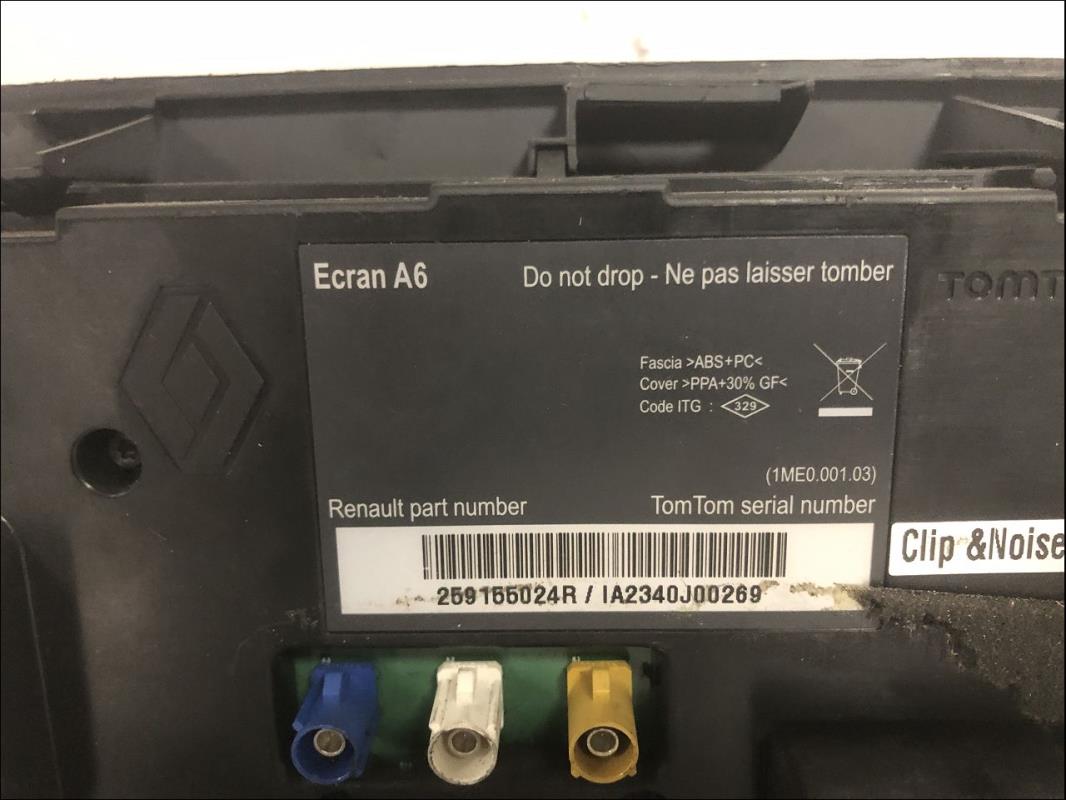 Ecran A6
Do not drop - Ne pas laisser tomber
TOMT
Fascia >ABS+PC<
Cover >PPA+30% GF<
Code ITG : 329
(1ME0.001.03)
Renault part number
TomTom serial number
Clip &Noise
259155024R / IA2340J00269